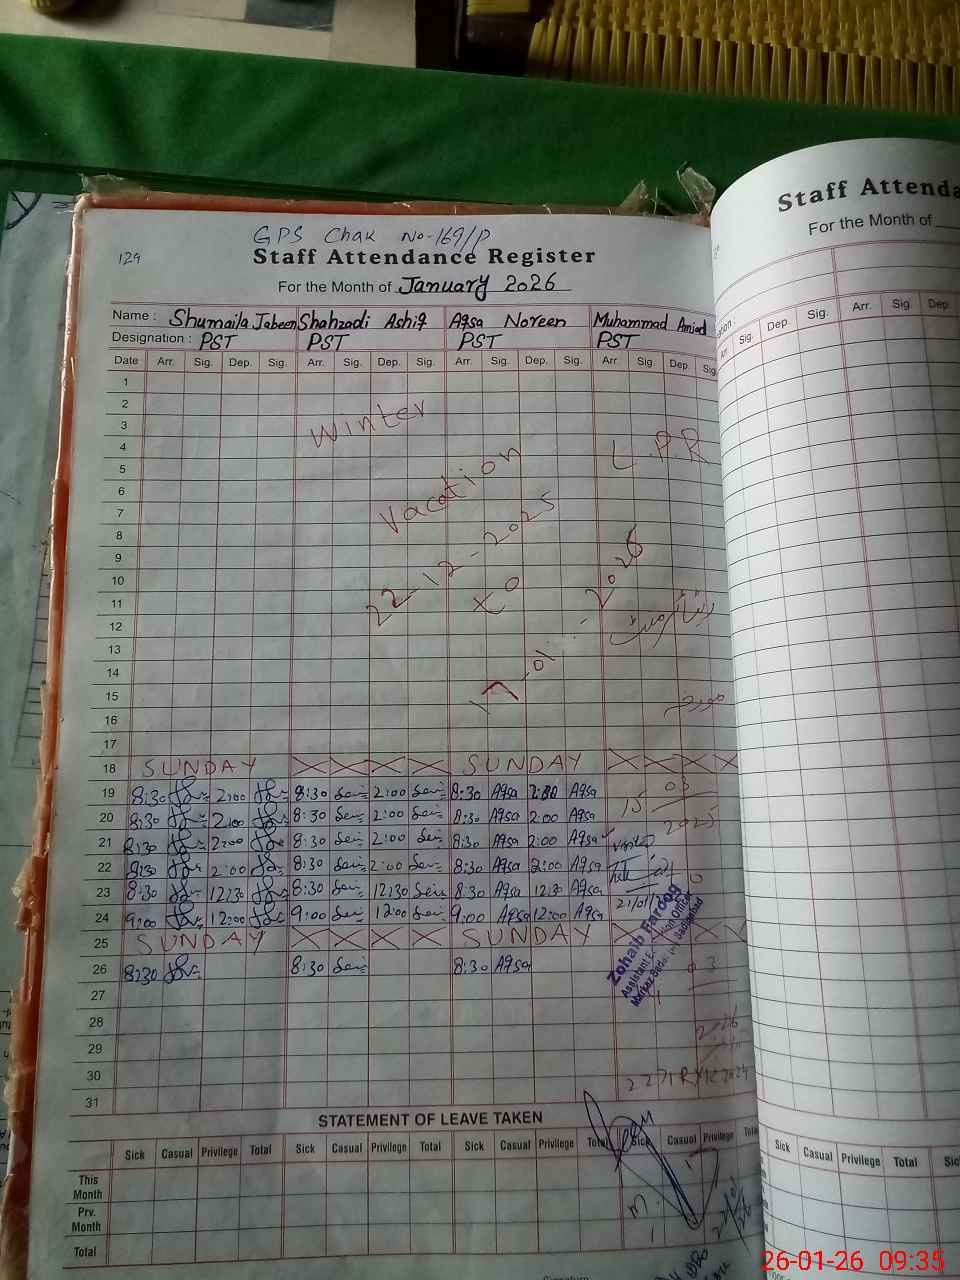 GPS Chak No-169/P
129
Staff Attendance Register
For the Month of January 2026
Name : Shumaila Jabeen Shahzadi Ashiq Aqsa Noreen Muhammad Amjad
Designation : PST PST PST PST
Date Arr. Sig. Dep. Sig. Arr. Sig. Dep. Sig. Arr. Sig. Dep. Sig. Arr Sig. Dep. Sig
1
2
3 Winter
4 L.P.R
5
6 Vacation
7
8 22-12-2025
9
10 to 2026
11
12
13
14 17-01-
15
16
17
18 SUNDAY SUNDAY
19 8:30 2:00 8:30 2:00 8:30 Aqsa 2:00 Aqsa 03
20 8:30 2:00 8:30 2:00 8:30 Aqsa 2:00 Aqsa 15
21 8:30 2:00 8:30 2:00 8:30 Aqsa 2:00 Aqsa 2025
22 8:30 2:00 8:30 2:00 8:30 Aqsa 2:00 Aqsa
23 8:30 12:30 8:30 12:30 8:30 Aqsa 12:30 Aqsa
24 9:00 12:00 9:00 12:00 9:00 Aqsa 12:00 Aqsa
25 SUNDAY SUNDAY
Zohaib Farooq
Assistant Education Officer
26 8:30 8:30 8:30 Aqsa
27
28
29
30
31
STATEMENT OF LEAVE TAKEN
Sick Casual Privilege Total Sick Casual Privilege Total Sick Casual Privilege Total Sick Casual Privilege Total
This Month
Prv. Month
Total
Staff Attenda
For the Month of
Dep. Sig. Arr. Sig. Dep
Sig. Dep. Sig.
Sick Casual Privilege Total Sic
26-01-26 09:35